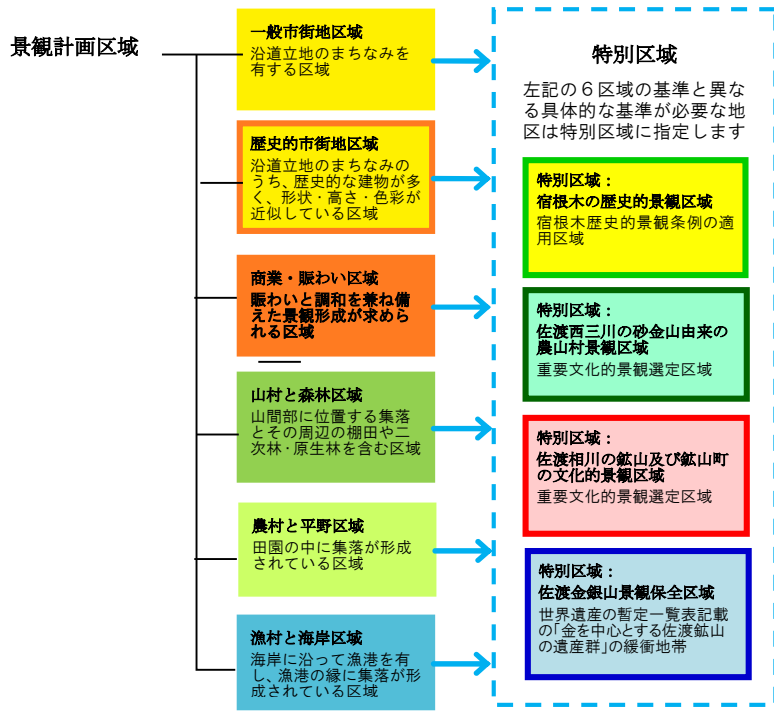 景観計画区域
一般市街地区域
沿道立地のまちなみを
有する区域
歴史的市街地区域
沿道立地のまちなみの
うち、歴史的な建物が多
く、形状・高さ・色彩が
近似している区域
商業・賑わい区域
賑わいと調和を兼ね備
えた景観形成が求めら
れる区域
山村と森林区域
山間部に位置する集落
とその周辺の棚田や二
次林・原生林を含む区域
農村と平野区域
田園の中に集落が形成
されている区域
漁村と海岸区域
海岸に沿って漁港を有
し、漁港の縁に集落が形
成されている区域
特別区域
左記の６区域の基準と異な
る具体的な基準が必要な地
区は特別区域に指定します
特別区域：
宿根木の歴史的景観区域
宿根木歴史的景観条例の適
用区域
特別区域：
佐渡西三川の砂金山由来の
農山村景観区域
重要文化的景観選定区域
特別区域：
佐渡相川の鉱山及び鉱山町
の文化的景観区域
重要文化的景観選定区域
特別区域：
佐渡金銀山景観保全区域
世界遺産の暫定一覧表記載
の「金を中心とする佐渡鉱山
の遺産群」の緩衝地帯